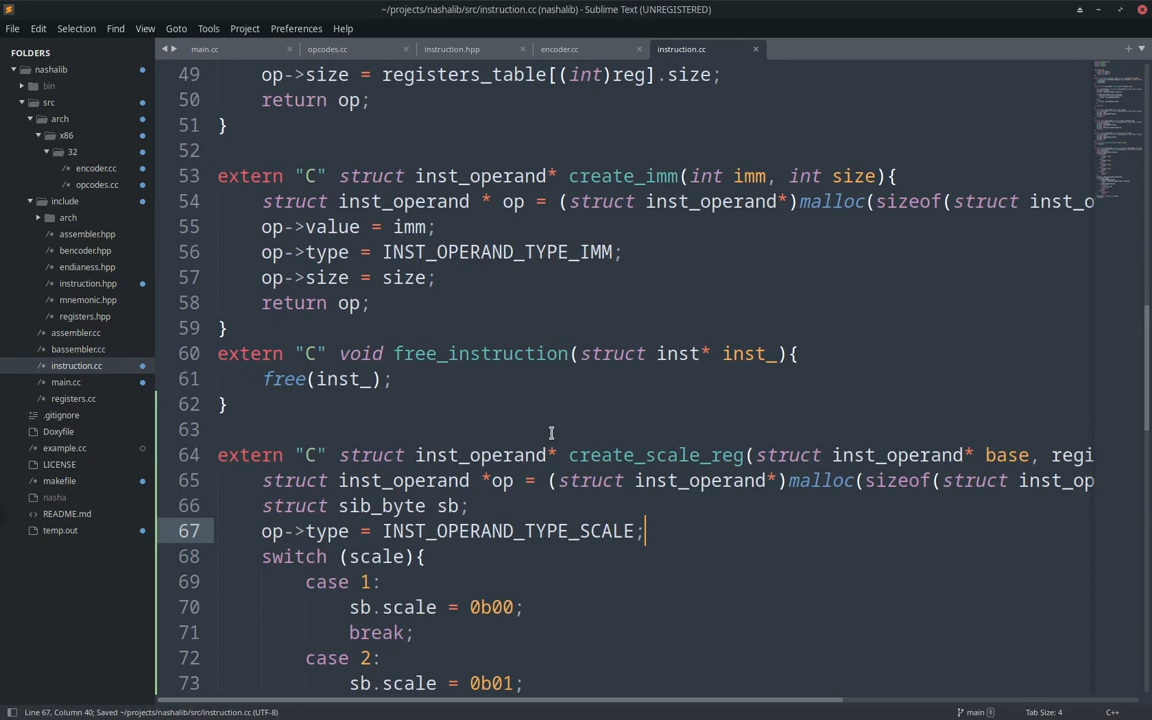 ~/projects/nashalib/src/instruction.cc (nashalib) - Sublime Text (UNREGISTERED)
File Edit Selection Find View Goto Tools Project Preferences Help
FOLDERS
nashalib
bin
src
arch
x86
32
/* encoder.cc
/* opcodes.cc
include
arch
/* assembler.hpp
/* bencoder.hpp
/* endianess.hpp
/* instruction.hpp
/* mnemonic.hpp
/* registers.hpp
/* assembler.cc
/* bassembler.cc
/* instruction.cc
/* main.cc
/* registers.cc
.gitignore
Doxyfile
/* example.cc
LICENSE
/* makefile
nasha
<> README.md
temp.out
main.cc × opcodes.cc × instruction.hpp × encoder.cc × instruction.cc ×
49 op->size = registers_table[(int)reg].size;
50 return op;
51 }
52
53 extern "C" struct inst_operand* create_imm(int imm, int size){
54 struct inst_operand * op = (struct inst_operand*)malloc(sizeof(struct inst_o
55 op->value = imm;
56 op->type = INST_OPERAND_TYPE_IMM;
57 op->size = size;
58 return op;
59 }
60 extern "C" void free_instruction(struct inst* inst_){
61 free(inst_);
62 }
63
64 extern "C" struct inst_operand* create_scale_reg(struct inst_operand* base, regi
65 struct inst_operand *op = (struct inst_operand*)malloc(sizeof(struct inst_op
66 struct sib_byte sb;
67 op->type = INST_OPERAND_TYPE_SCALE;
68 switch (scale){
69 case 1:
70 sb.scale = 0b00;
71 break;
72 case 2:
73 sb.scale = 0b01;
Line 67, Column 40; Saved ~/projects/nashalib/src/instruction.cc (UTF-8) main 8 Tab Size: 4 C++